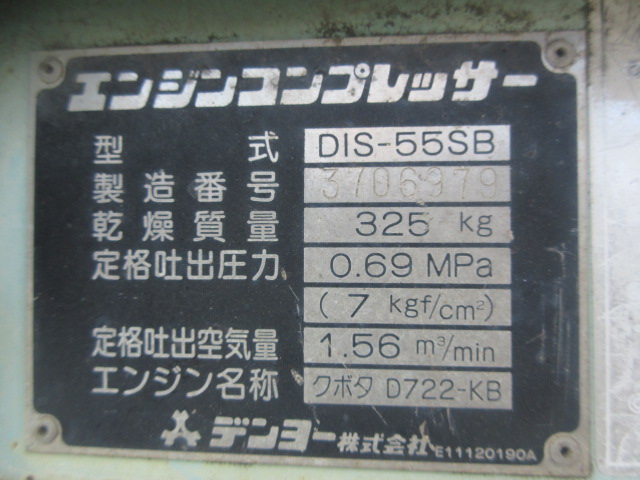 エンジンコンプレッサー
型式 DIS-55SB
製造番号 3706979
乾燥質量 325 kg
定格吐出圧力 0.69 MPa
(7 kgf/cm²)
定格吐出空気量 1.56 m³/min
エンジン名称 クボタ D722-KB
デンヨー株式会社 E11120190A